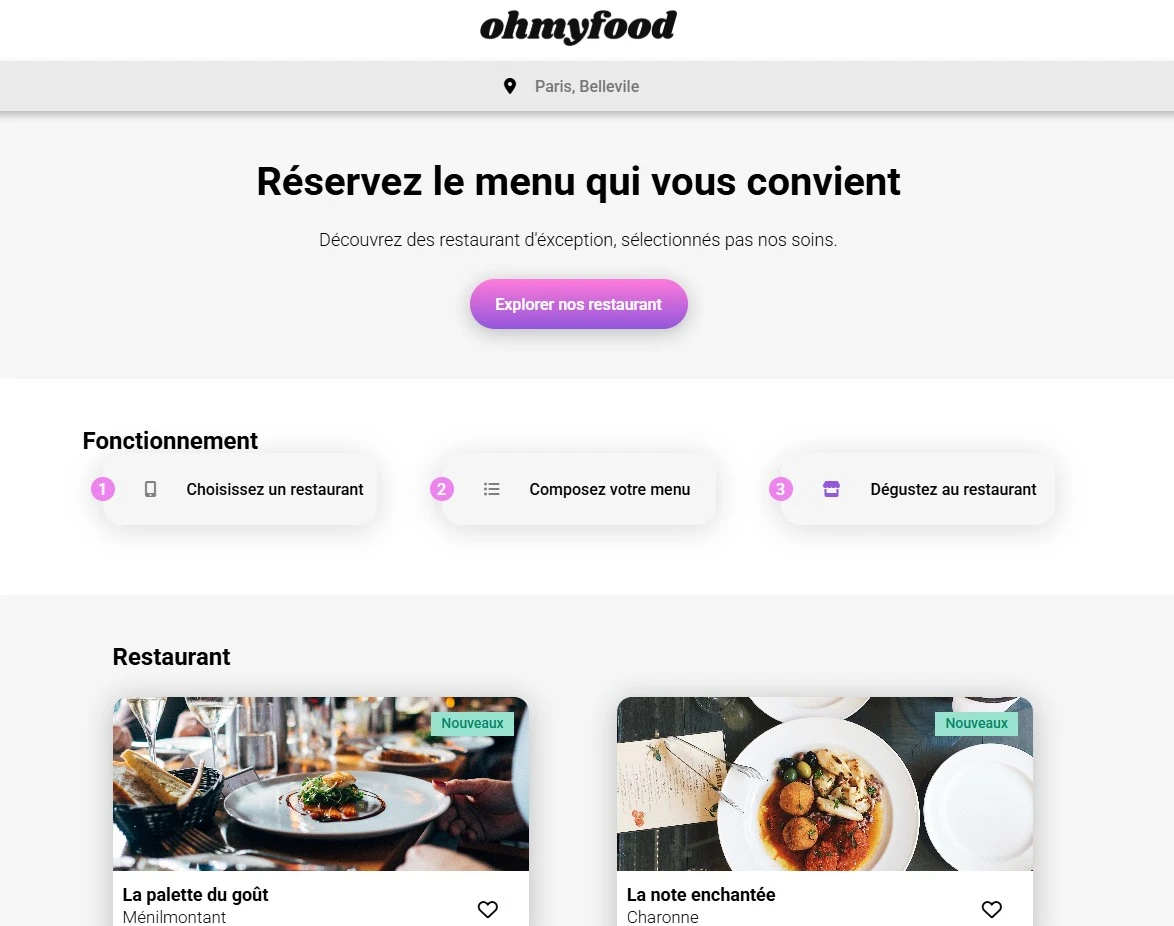 ohmyfood
Paris, Bellevile
Réservez le menu qui vous convient
Découvrez des restaurant d'éxception, sélectionnés pas nos soins.
Explorer nos restaurant
Fonctionnement
1 Choisissez un restaurant
2 Composez votre menu
3 Dégustez au restaurant
Restaurant
Nouveaux
La palette du goût
Ménilmontant
Nouveaux
La note enchantée
Charonne